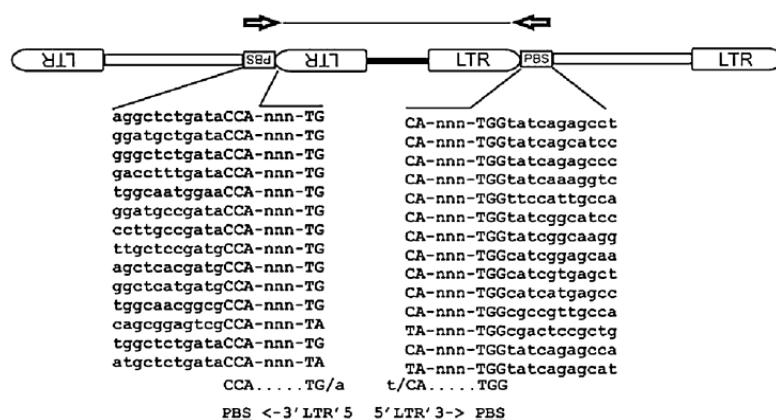 LTR PBS LTR LTR PBS LTR
aggctctgataCCA-nnn-TG
ggatgctgataCCA-nnn-TG
gggctctgataCCA-nnn-TG
gacctttgataCCA-nnn-TG
tggcaatggaaCCA-nnn-TG
ggatgccgataCCA-nnn-TG
ccttgccgataCCA-nnn-TG
ttgctccgatgCCA-nnn-TG
agctcacgatgCCA-nnn-TG
ggctcatgatgCCA-nnn-TG
tggcaacggcgCCA-nnn-TG
cagcggagtcgCCA-nnn-TA
tggctctgataCCA-nnn-TG
atgctctgataCCA-nnn-TA
CCA.....TG/a
PBS <-3'LTR'5
CA-nnn-TGGtatcagagcct
CA-nnn-TGGtatcagcatcc
CA-nnn-TGGtatcagagccc
CA-nnn-TGGtatcaaaggtc
CA-nnn-TGGttccattgcca
CA-nnn-TGGtatcggcatcc
CA-nnn-TGGtatcggcaagg
CA-nnn-TGGcatcggagcaa
CA-nnn-TGGcatcgtgagct
CA-nnn-TGGcatcatgagcc
CA-nnn-TGGcgccgttgcca
TA-nnn-TGGcgactccgctg
CA-nnn-TGGtatcagagcca
TA-nnn-TGGtatcagagcat
t/CA.....TGG
5'LTR'3-> PBS